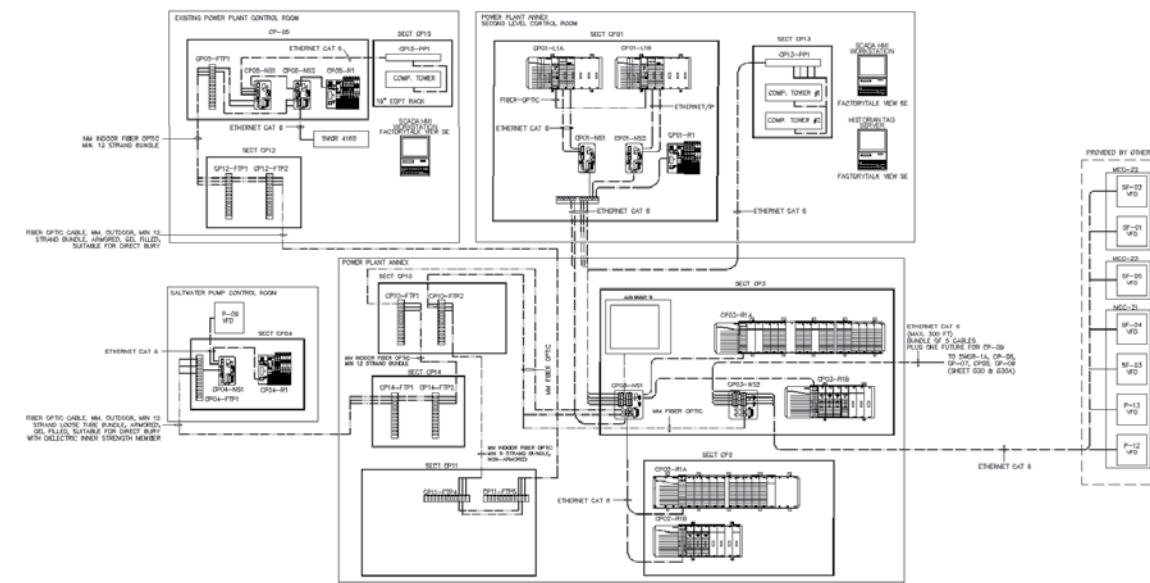 EXISTING POWER PLANT CONTROL ROOM
CP-05
ETHERNET CAT 6
CP05-FTP1
CP05-NS1
CP05-NS2
CP05-R1
SECT CP15
CP15-PP1
COMP. TOWER
19" EQPT RACK
ETHERNET CAT 6
SWGR 4160
SCADA HMI
WORKSTATION
FACTORYTALK VIEW SE
MM INDOOR FIBER OPTIC
MIN. 12 STRAND BUNDLE
SECT CP12
CP12-FTP1
CP12-FTP2
FIBER OPTIC CABLE, MM, OUTDOOR, MIN 12
STRAND BUNDLE, ARMORED, GEL FILLED,
SUITABLE FOR DIRECT BURY
POWER PLANT ANNEX
SECOND LEVEL CONTROL ROOM
SECT CP01
CP01-L1A
CP01-L1B
FIBER-OPTIC
ETHERNET/IP
ETHERNET CAT 6
CP01-NS1
CP01-NS2
CP01-R1
ETHERNET CAT 6
SECT CP13
CP13-PP1
COMP. TOWER #1
COMP. TOWER #2
ETHERNET CAT 6
SCADA HMI
WORKSTATION
FACTORYTALK VIEW SE
HISTORIAN TAG
SERVER
FACTORYTALK VIEW SE
PROVIDED BY OTHERS
MCC-22
SF-02
VFD
SF-01
VFD
MCC-23
SF-05
VFD
MCC-21
SF-04
VFD
SF-03
VFD
P-13
VFD
P-12
VFD
SALTWATER PUMP CONTROL ROOM
P-09
VFD
SECT CP04
ETHERNET CAT 6
CP04-NS1
CP04-R1
CP04-FTP1
FIBER OPTIC CABLE, MM, OUTDOOR, MIN 12
STRAND LOOSE TUBE BUNDLE, ARMORED,
GEL FILLED, SUITABLE FOR DIRECT BURY
WITH DIELECTRIC INNER STRENGTH MEMBER
POWER PLANT ANNEX
SECT CP10
CP10-FTP1
CP10-FTP2
MM INDOOR FIBER OPTIC
MIN 12 STRAND BUNDLE
SECT CP14
CP14-FTP1
CP14-FTP2
MM FIBER OPTIC
MM INDOOR FIBER OPTIC
MIN 6 STRAND BUNDLE,
NON-ARMORED
SECT CP11
SECT CP3
CP03-R1A
CP03-NS1
CP03-NS2
CP03-R1B
MM FIBER OPTIC
ETHERNET CAT 6
(MAX. 300 FT)
BUNDLE OF 5 CABLES
PLUS ONE FUTURE FOR CP-09
TO SWGR-1A, CP-06,
CP-07, CP08, CP-09
(SHEET G30 & G30A)
ETHERNET CAT 6
ETHERNET CAT 6
SECT CP2
CP02-R1A
CP02-R1B